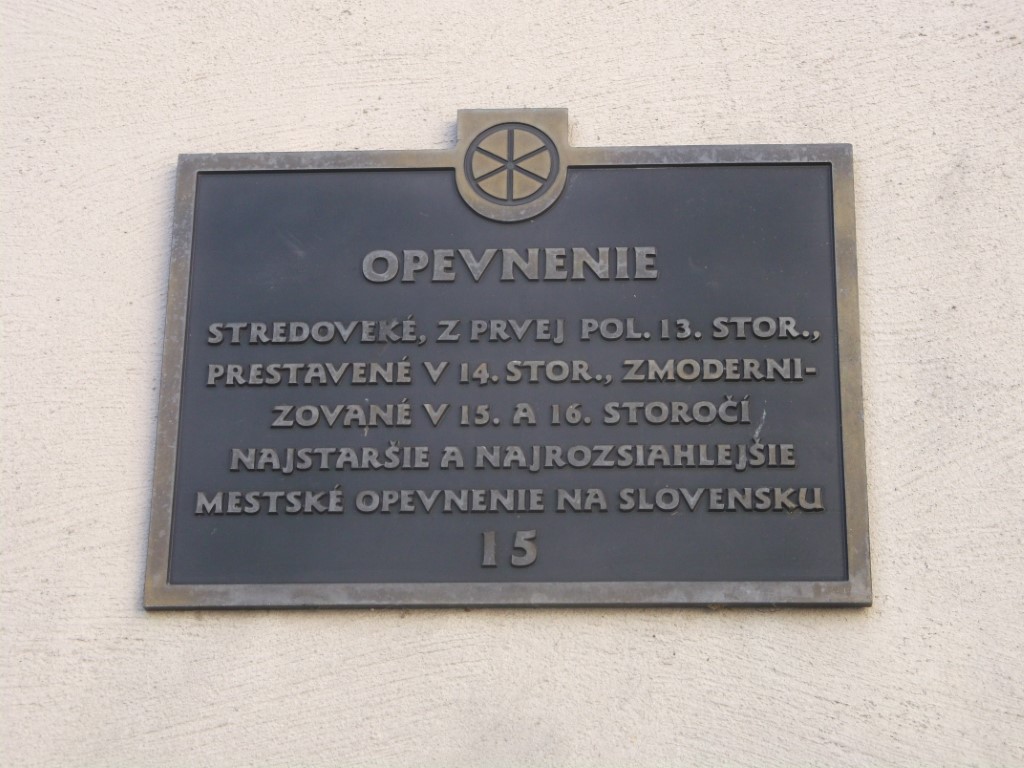 OPEVNENIE
STREDOVEKÉ, Z PRVEJ POL. 13. STOR.,
PRESTAVENÉ V 14. STOR., ZMODERNI-
ZOVANÉ V 15. A 16. STOROČÍ
NAJSTARŠIE A NAJROZSIAHLEJŠIE
MESTSKÉ OPEVNENIE NA SLOVENSKU
15